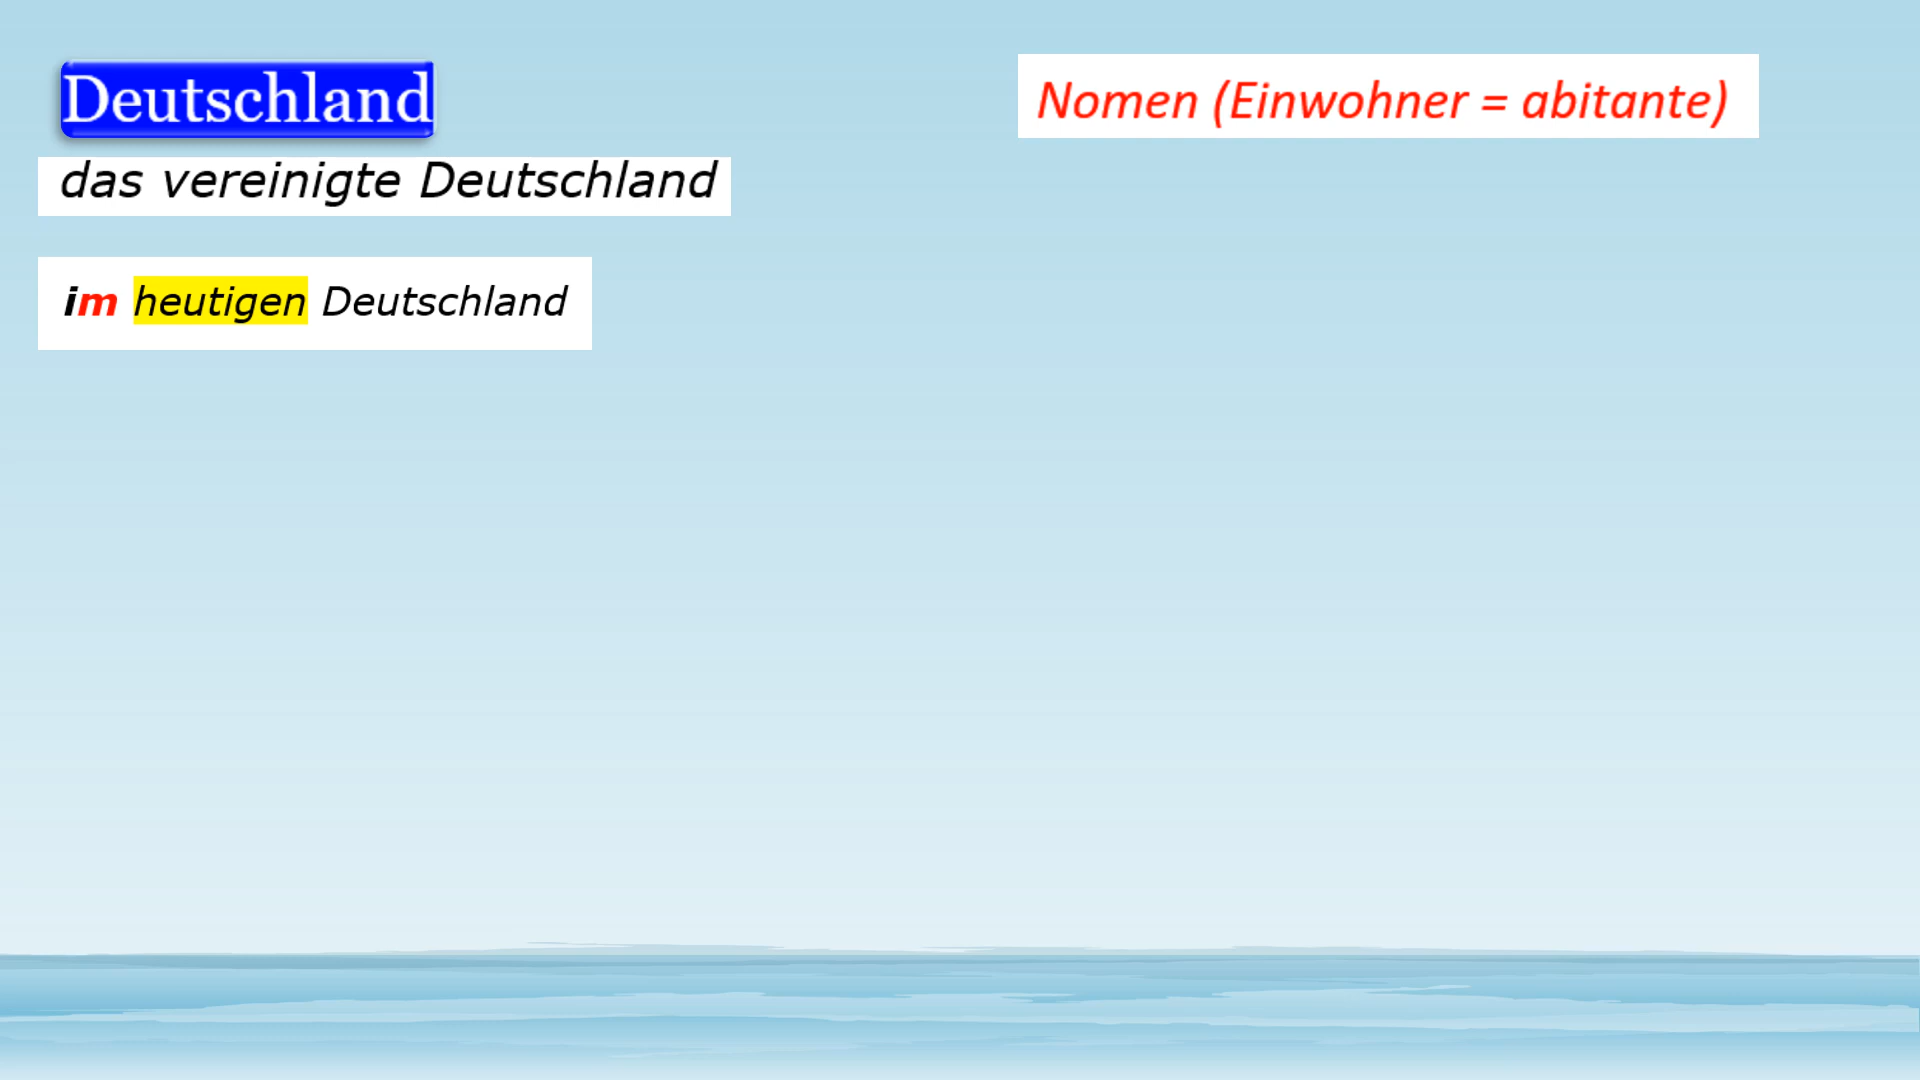 Deutschland
Nomen (Einwohner = abitante)
das vereinigte Deutschland
im heutigen Deutschland